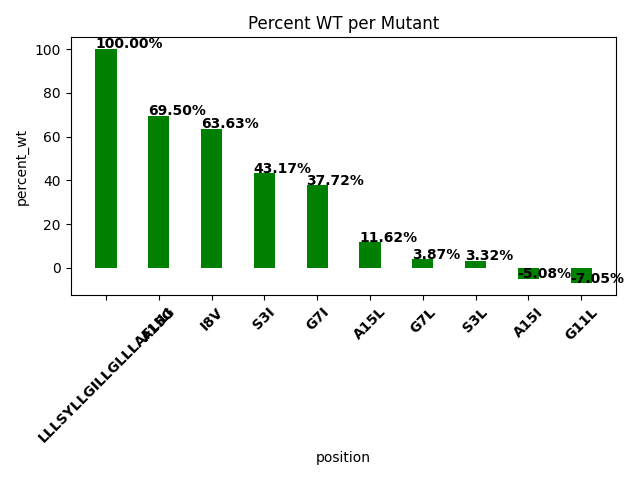 Percent WT per Mutant
percent_wt
100
80
60
40
20
0
100.00%
69.50%
63.63%
43.17%
37.72%
11.62%
3.87%
3.32%
-5.08%
-7.05%
I8V
S3I
G7I
A15L
G7L
S3L
A15I
G11L
position